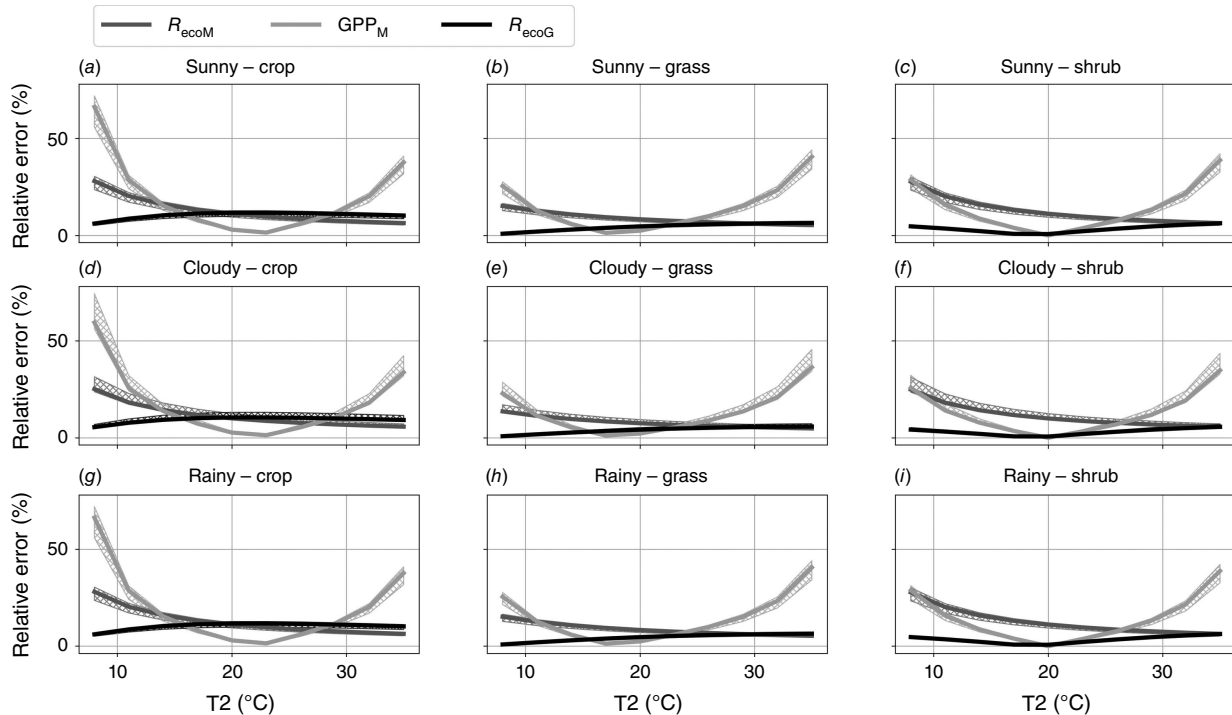 R_ecoM GPP_M R_ecoG
(a) Sunny – crop (b) Sunny – grass (c) Sunny – shrub
Relative error (%)
50
0
(d) Cloudy – crop (e) Cloudy – grass (f) Cloudy – shrub
Relative error (%)
50
0
(g) Rainy – crop (h) Rainy – grass (i) Rainy – shrub
Relative error (%)
50
0
10 20 30 10 20 30 10 20 30
T2 (°C) T2 (°C) T2 (°C)